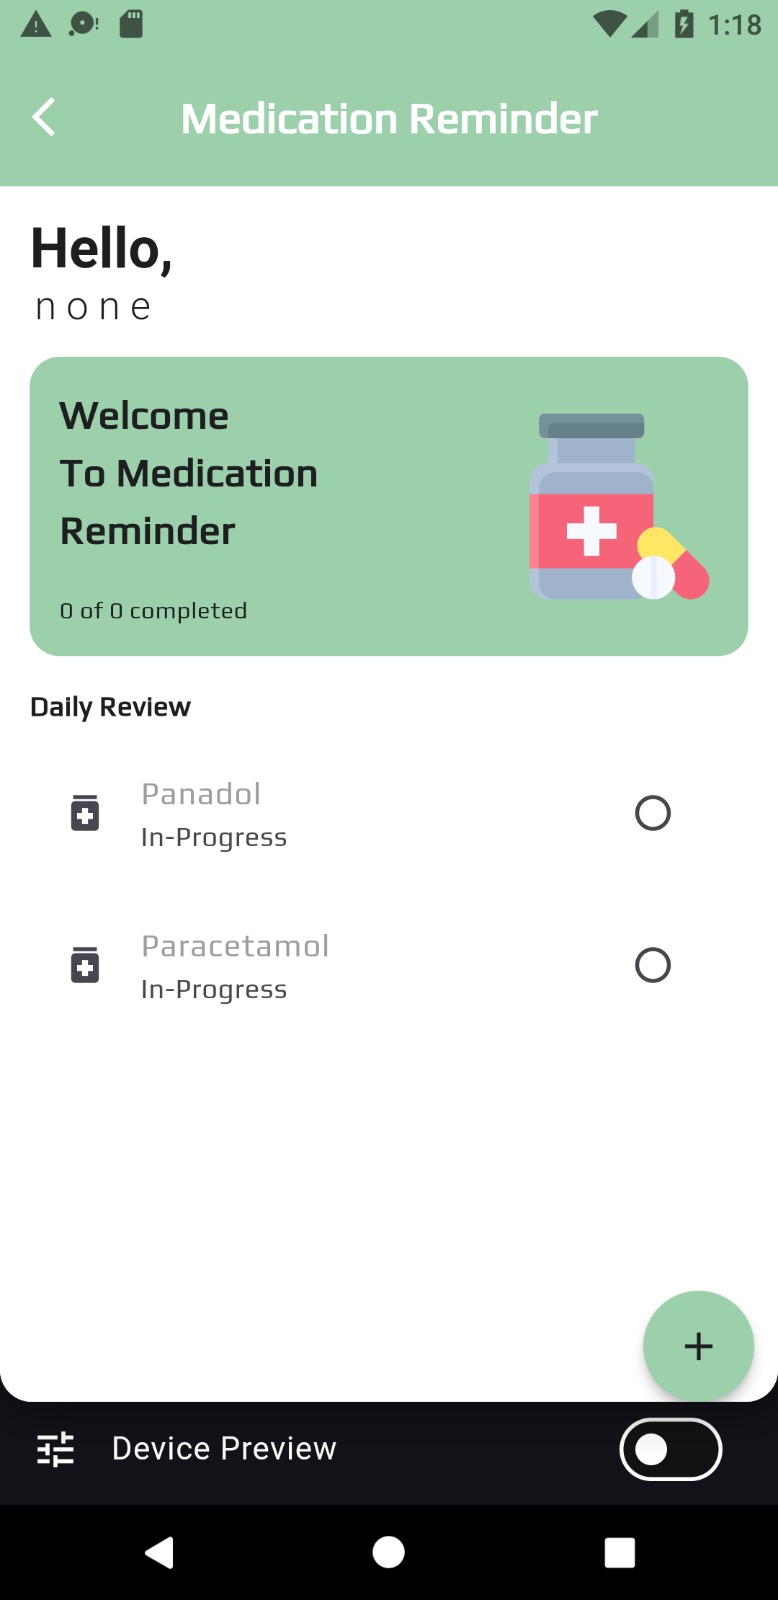 1:18
Medication Reminder
Hello,
none
Welcome
To Medication
Reminder
0 of 0 completed
Daily Review
Panadol
In-Progress
Paracetamol
In-Progress
Device Preview